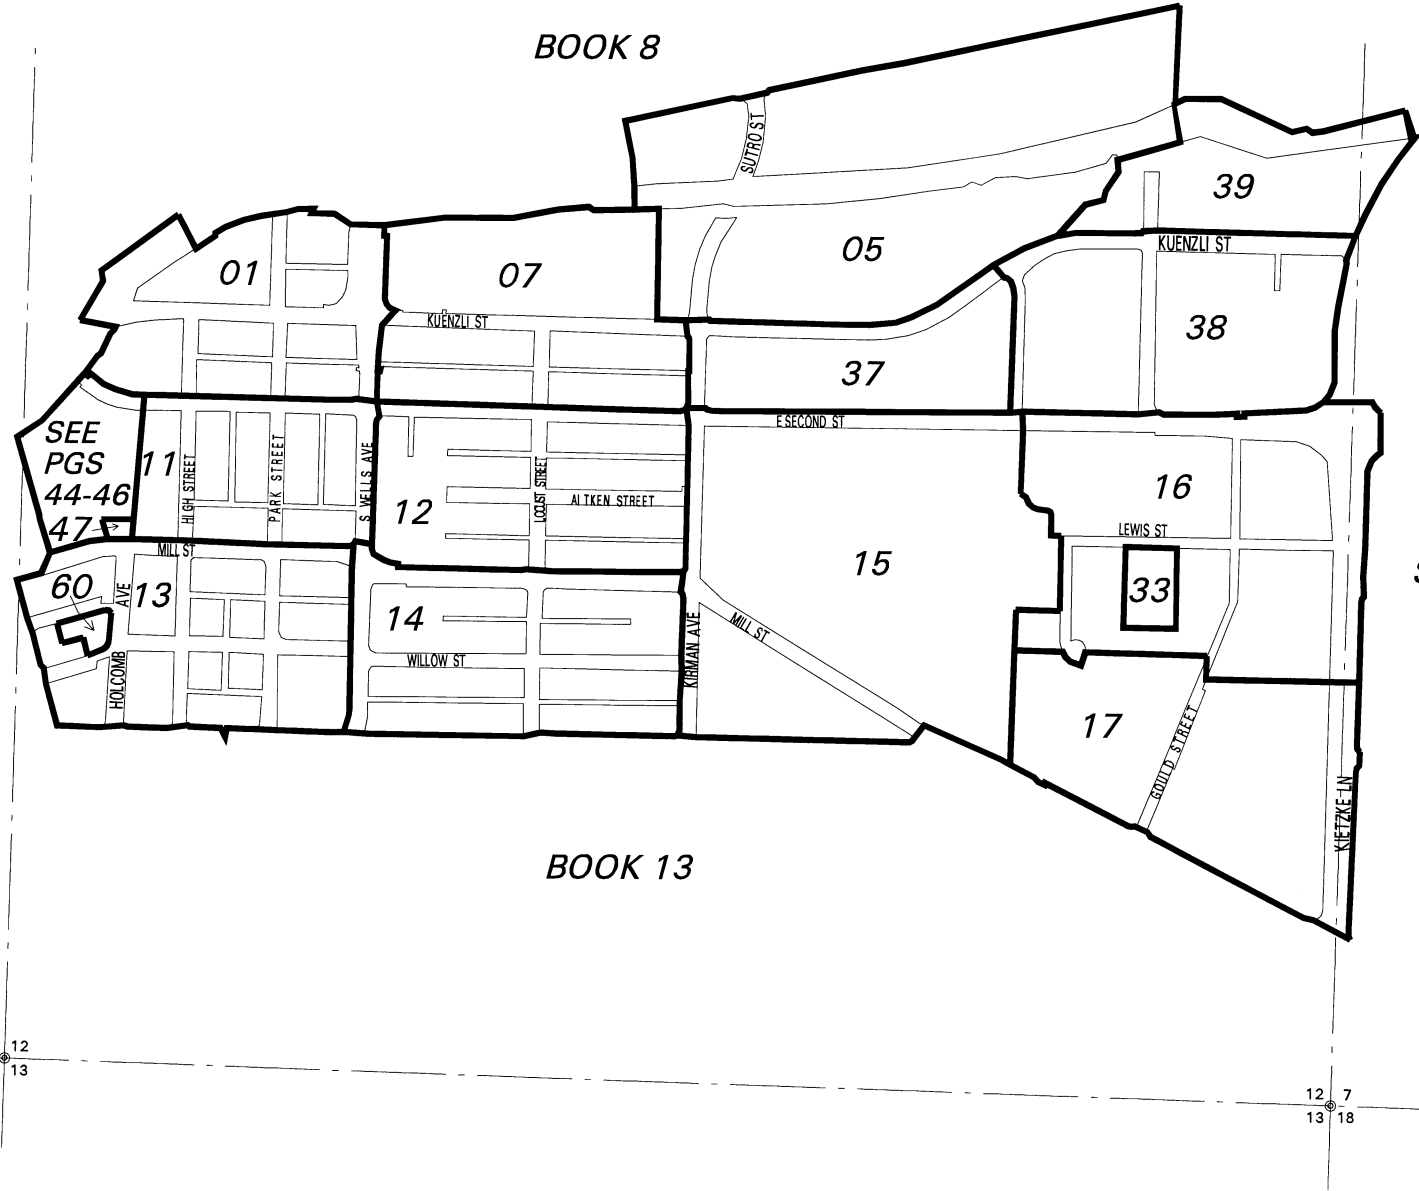 BOOK 8
SUTRO ST
39
KUENZLI ST
05
01
07
KUENZLI ST
38
37
E SECOND ST
SEE
PGS
44-46
47
11
HIGH STREET
PARK STREET
S WELLS AVE
12
LOCUST STREET
AITKEN STREET
16
LEWIS ST
15
33
MILL ST
60
AVE
13
HOLCOMB
14
WILLOW ST
KIRMAN AVE
MILL ST
17
GOULD STREET
KIETZKE LN
BOOK 13
12
13
12 7
13 18